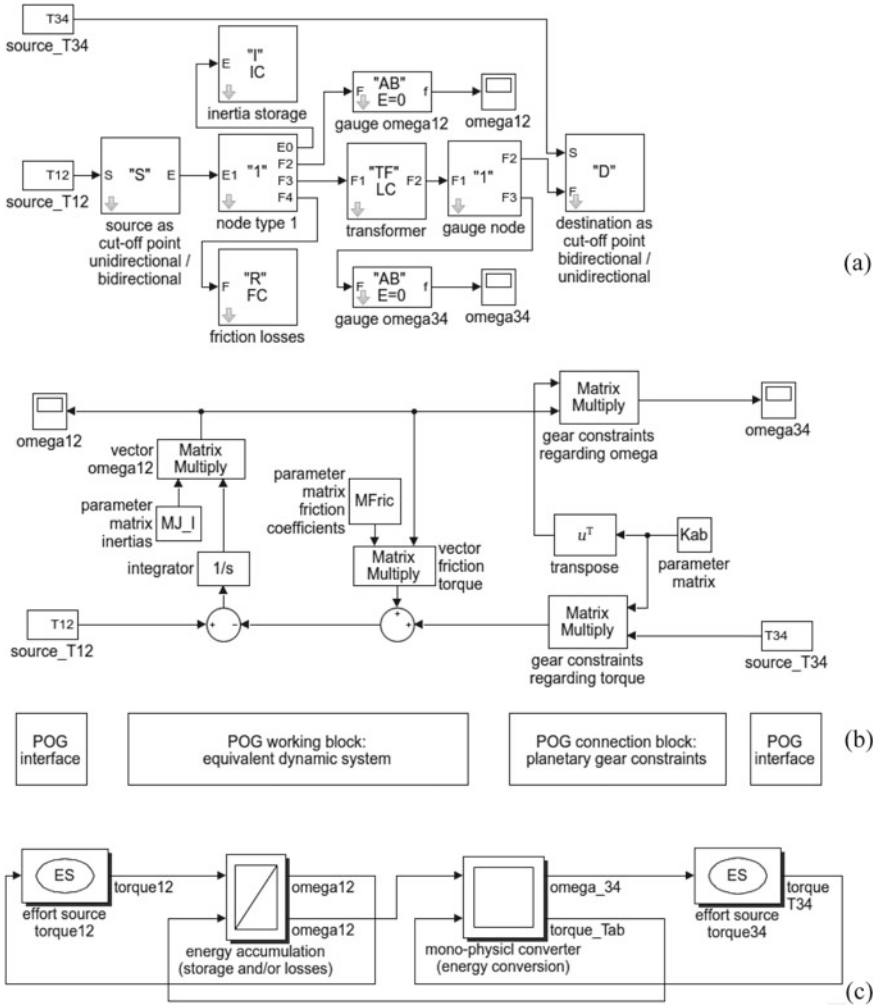 T34
source_T34
"I"
IC
E
inertia storage
"AB"
E=0
F
f
gauge omega12
omega12
T12
source_T12
S
"S"
E
source as
cut-off point
unidirectional /
bidirectional
E1
"1"
E0
F2
F3
F4
node type 1
F1
"TF"
LC
F2
transformer
F1
"1"
F2
F3
gauge node
S
"D"
F
destination as
cut-off point
bidirectional /
unidirectional
"R"
FC
F
friction losses
"AB"
E=0
F
f
gauge omega34
omega34
(a)
omega12
vector
omega12
Matrix
Multiply
parameter
matrix
inertias
MJ_I
integrator
1/s
parameter
matrix
friction
coefficients
MFric
Matrix
Multiply
vector
friction
torque
Matrix
Multiply
gear constraints
regarding omega
omega34
uT
transpose
Kab
parameter
matrix
T12
source_T12
+
−
+
+
Matrix
Multiply
gear constraints
regarding torque
T34
source_T34
POG
interface
POG working block:
equivalent dynamic system
POG connection block:
planetary gear constraints
POG
interface
(b)
ES
torque12
effort source
torque12
omega12
omega12
energy accumulation
(storage and/or losses)
omega_34
torque_Tab
mono-physicl converter
(energy conversion)
ES
torque
T34
effort source
torque34
(c)